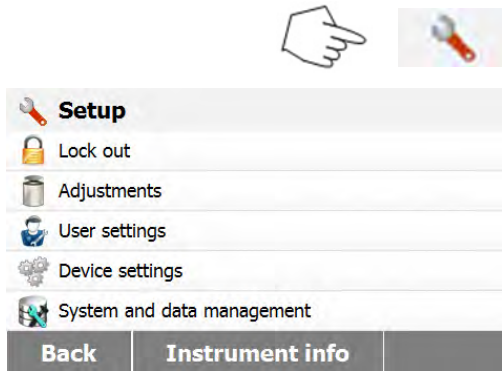 Setup
Lock out
Adjustments
User settings
Device settings
System and data management
Back Instrument info